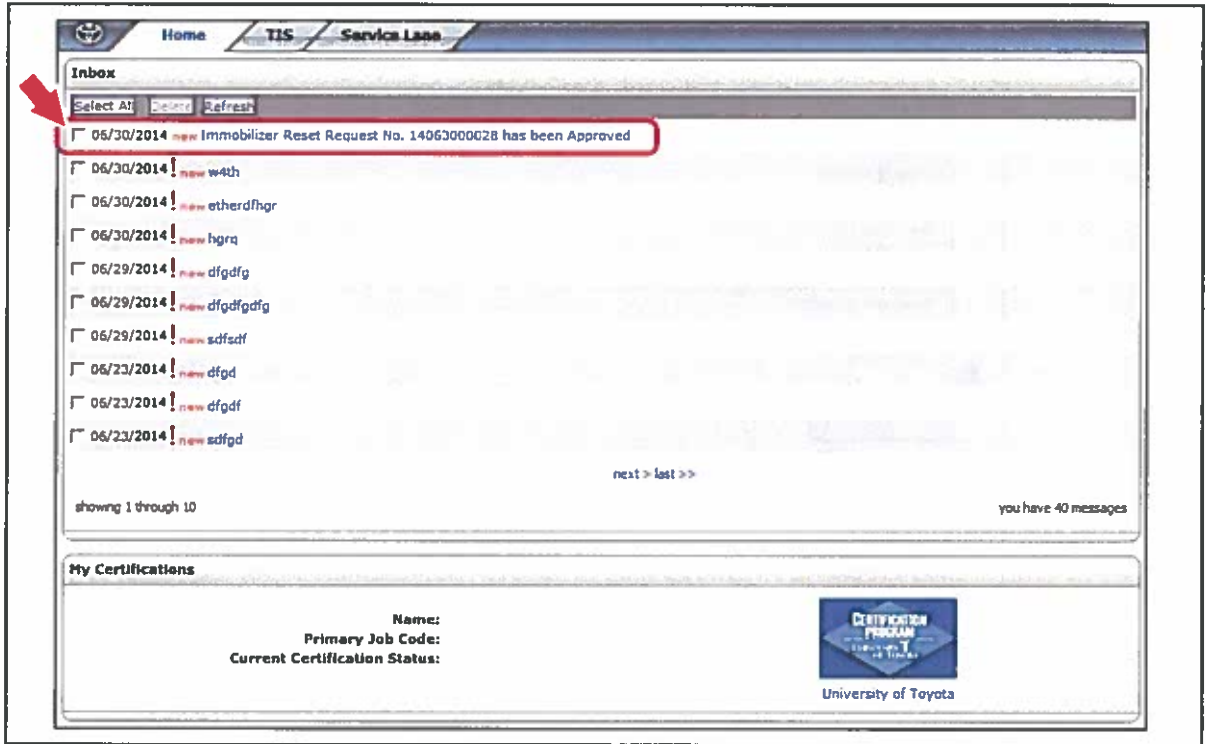 Home TIS Service Lane
Inbox
Select All Delete Refresh
06/30/2014 new Immobilizer Reset Request No. 14063000028 has been Approved
06/30/2014 ! new w4th
06/30/2014 ! new etherdfhgr
06/30/2014 ! new hgrq
06/29/2014 ! new dfgdfg
06/29/2014 ! new dfgdfgdfg
06/29/2014 ! new sdfsdf
06/23/2014 ! new dfgd
06/23/2014 ! new dfgdf
06/23/2014 ! new sdfgd
next > last >>
showing 1 through 10 you have 40 messages
My Certifications
Name:
Primary Job Code:
Current Certification Status:
CERTIFICATION
PROGRAM
University of Toyota